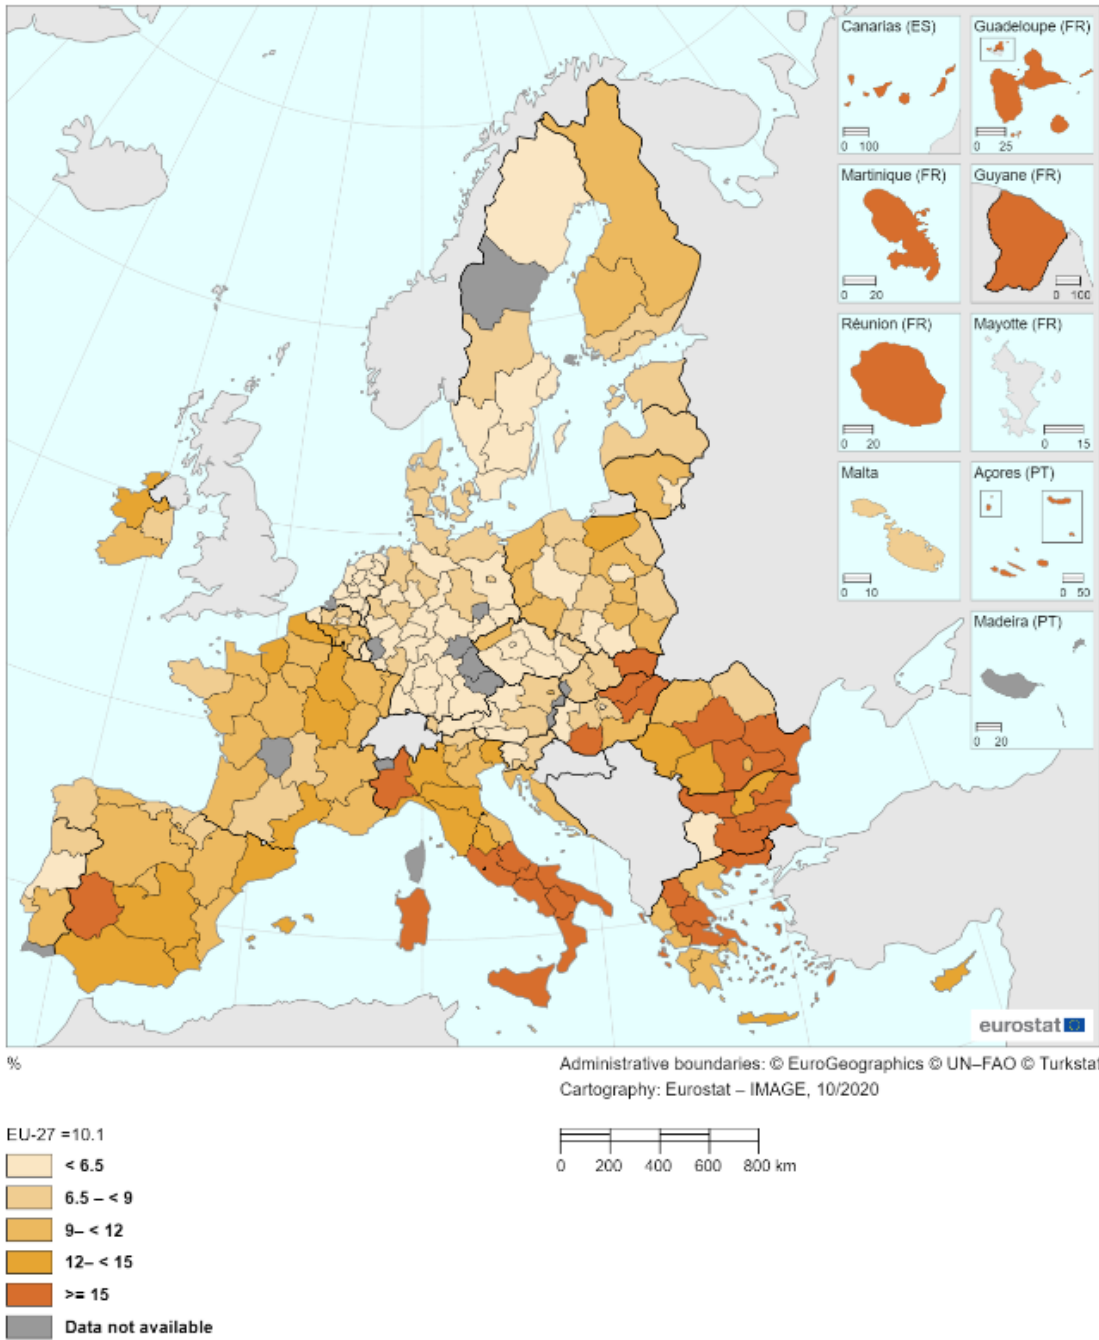 Canarias (ES)
0 100
Guadeloupe (FR)
0 25
Martinique (FR)
0 20
Guyane (FR)
0 100
Réunion (FR)
0 20
Mayotte (FR)
0 15
Malta
0 10
Açores (PT)
0 50
Madeira (PT)
0 20
eurostat
%
Administrative boundaries: © EuroGeographics © UN–FAO © Turkstat
Cartography: Eurostat – IMAGE, 10/2020
EU-27 =10.1
< 6.5
6.5 – < 9
9– < 12
12– < 15
>= 15
Data not available
0 200 400 600 800 km